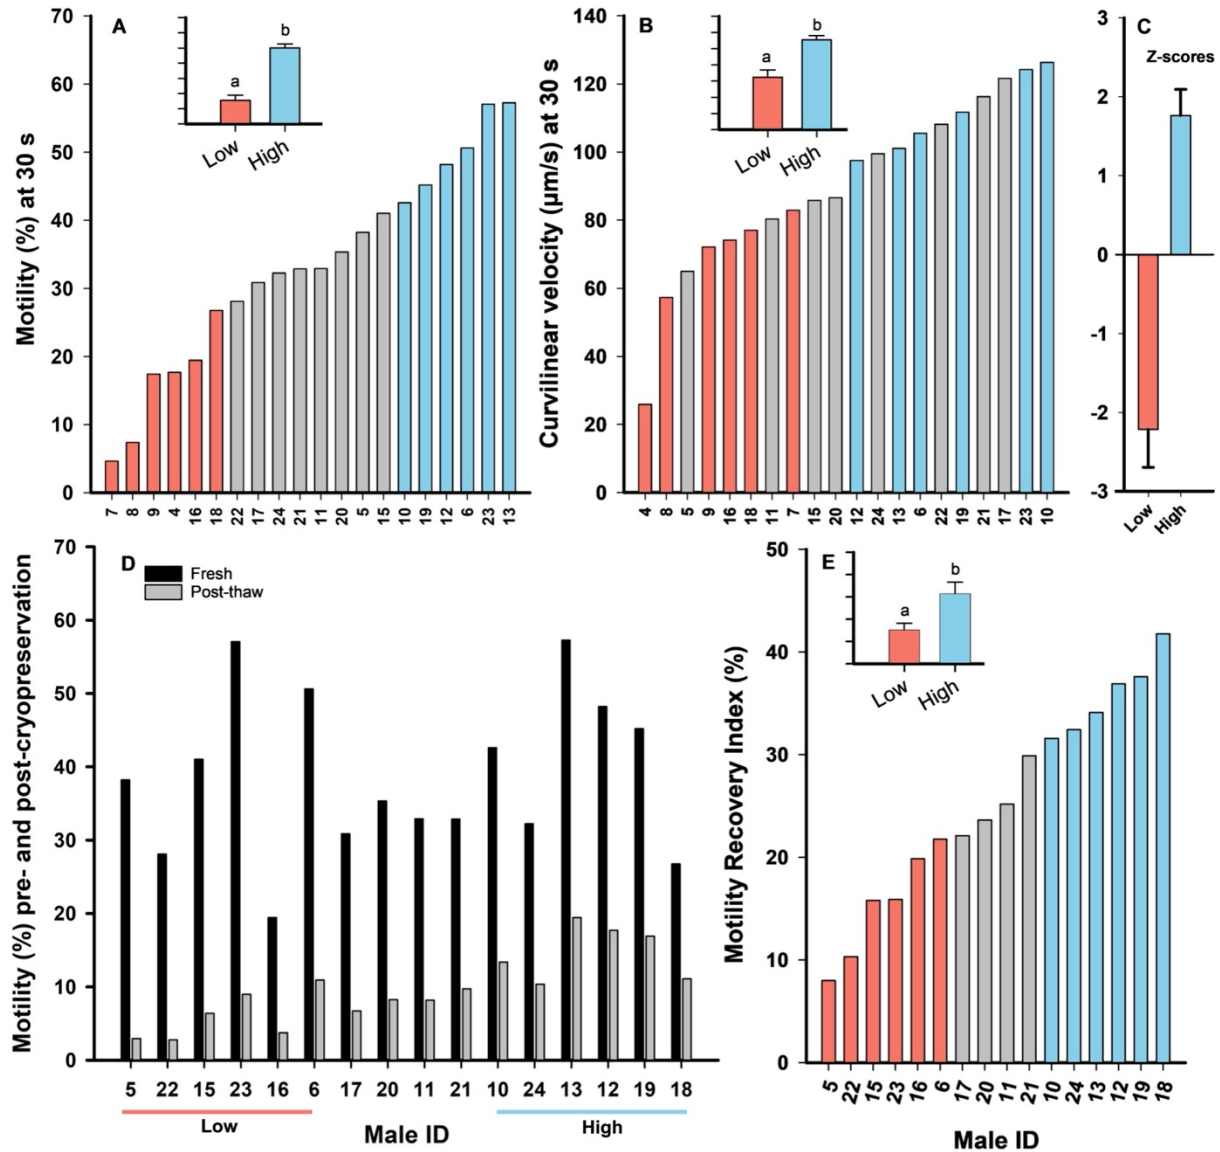 A
Motility (%) at 30 s
70
60
50
40
30
20
10
0
a
b
Low
High
7 8 9 4 16 18 22 17 24 21 11 20 5 15 10 19 12 6 23 13
B
Curvilinear velocity (µm/s) at 30 s
140
120
100
80
60
40
20
0
a
b
Low
High
4 8 5 9 16 18 11 7 15 20 12 24 13 6 22 19 21 17 23 10
C
Z-scores
3
2
1
0
-1
-2
-3
Low
High
D
Fresh
Post-thaw
Motility (%) pre- and post-cryopreservation
70
60
50
40
30
20
10
0
5 22 15 23 16 6 17 20 11 21 10 24 13 12 19 18
Low
High
Male ID
E
Motility Recovery Index (%)
50
40
30
20
10
0
a
b
Low
High
5 22 15 23 16 6 17 20 11 21 10 24 13 12 19 18
Male ID